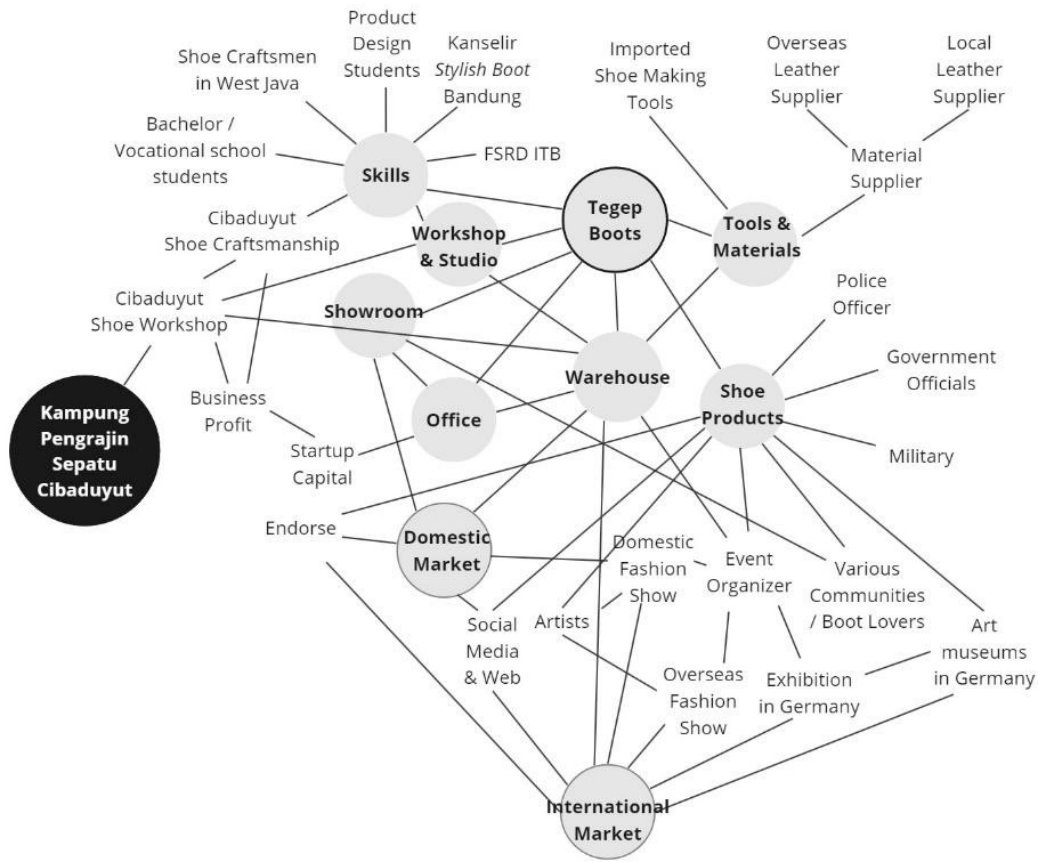 Product
Design
Students
Shoe Craftsmen
in West Java
Kanselir
Stylish Boot
Bandung
Imported
Shoe Making
Tools
Overseas
Leather
Supplier
Local
Leather
Supplier
Bachelor /
Vocational school
students
Skills
FSRD ITB
Material
Supplier
Cibaduyut
Shoe Craftsmanship
Workshop
& Studio
Tegep
Boots
Tools &
Materials
Cibaduyut
Shoe Workshop
Showroom
Police
Officer
Warehouse
Shoe
Products
Government
Officials
Kampung
Pengrajin
Sepatu
Cibaduyut
Business
Profit
Office
Startup
Capital
Military
Endorse
Domestic
Market
Domestic
Fashion
Show
Event
Organizer
Various
Communities
/ Boot Lovers
Social
Media
& Web
Artists
Overseas
Fashion
Show
Exhibition
in Germany
Art
museums
in Germany
International
Market